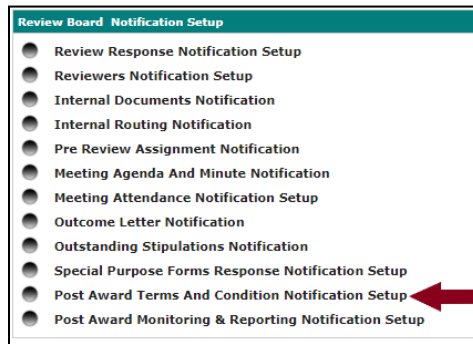 Review Board Notification Setup
Review Response Notification Setup
Reviewers Notification Setup
Internal Documents Notification
Internal Routing Notification
Pre Review Assignment Notification
Meeting Agenda And Minute Notification
Meeting Attendance Notification Setup
Outcome Letter Notification
Outstanding Stipulations Notification
Special Purpose Forms Response Notification Setup
Post Award Terms And Condition Notification Setup
Post Award Monitoring & Reporting Notification Setup